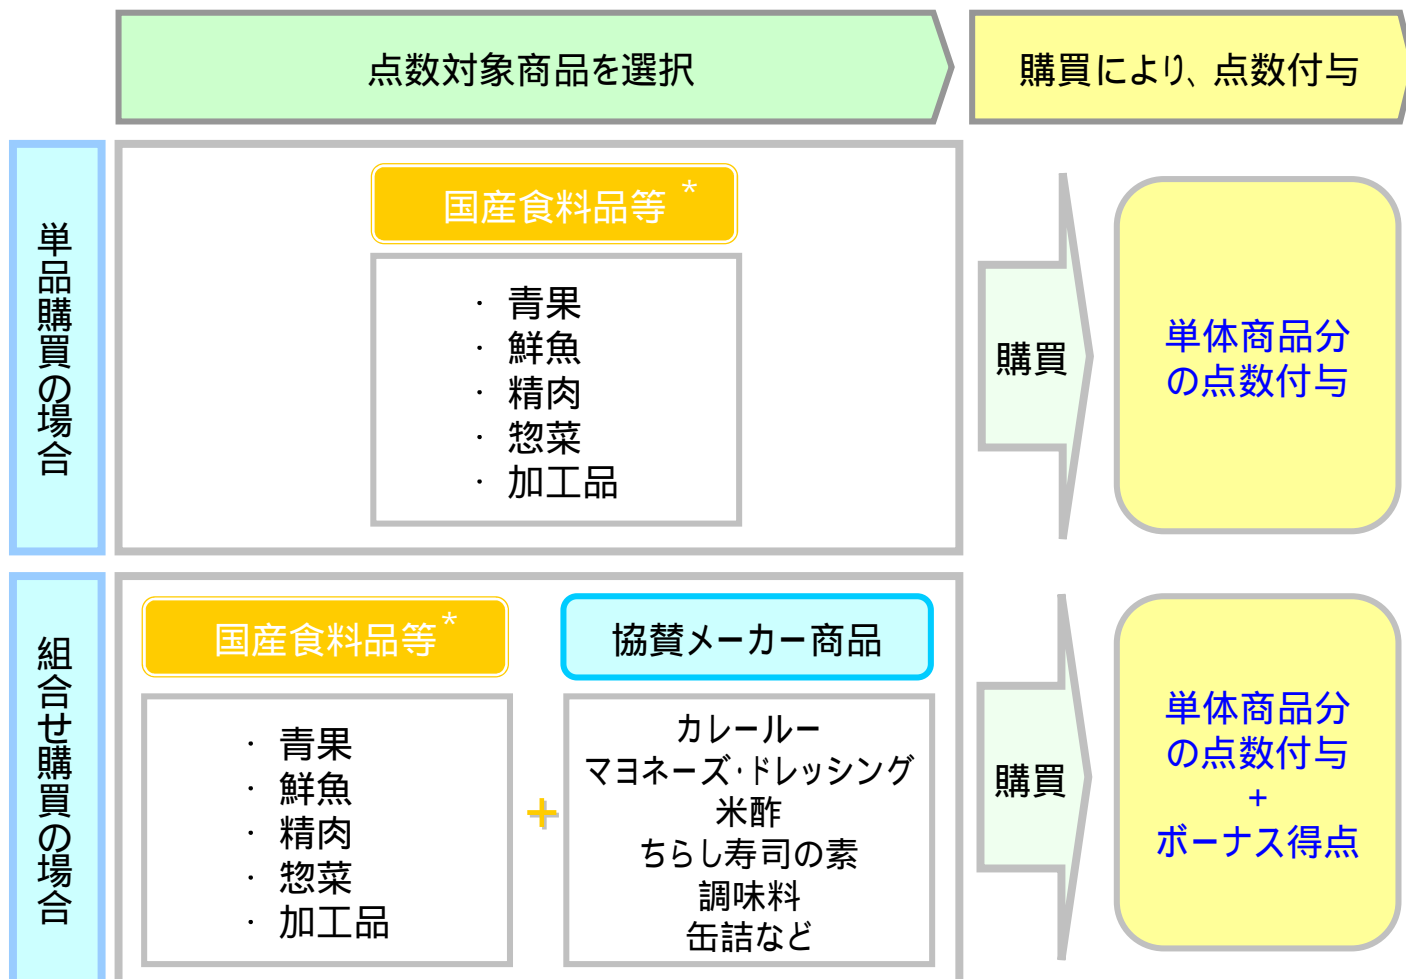 点数対象商品を選択
購買により、点数付与
単品購買の場合
国産食料品等*
・ 青果
・ 鮮魚
・ 精肉
・ 惣菜
・ 加工品
購買
単体商品分
の点数付与
組合せ購買の場合
国産食料品等*
・ 青果
・ 鮮魚
・ 精肉
・ 惣菜
・ 加工品
+
協賛メーカー商品
カレールー
マヨネーズ・ドレッシング
米酢
ちらし寿司の素
調味料
缶詰など
購買
単体商品分
の点数付与
+
ボーナス得点